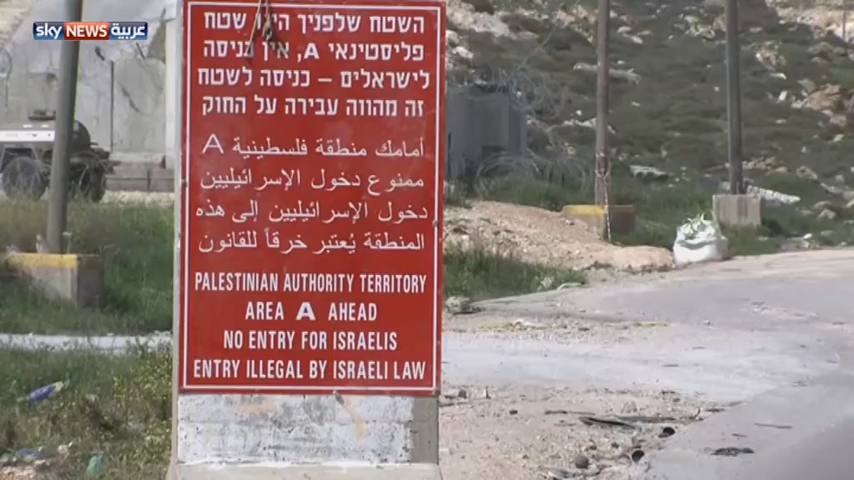 sky NEWS عربية
השטח שלפניך הינו שטח
פלסטינאי A, אין כניסה
לישראלים – כניסה לשטח
זה מהווה עבירה על החוק
أمامك منطقة فلسطينية A
ممنوع دخول الإسرائيليين
دخول الإسرائيليين إلى هذه
المنطقة يُعتبر خرقاً للقانون
PALESTINIAN AUTHORITY TERRITORY
AREA A AHEAD
NO ENTRY FOR ISRAELIS
ENTRY ILLEGAL BY ISRAELI LAW